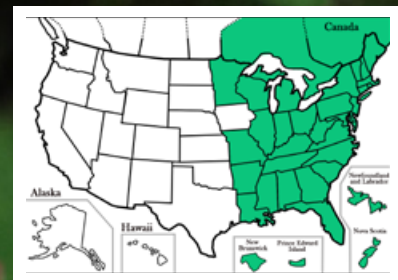 Canada
Alaska
Hawaii
New
Brunswick
Prince Edward
Island
Newfoundland
and Labrador
Nova Scotia